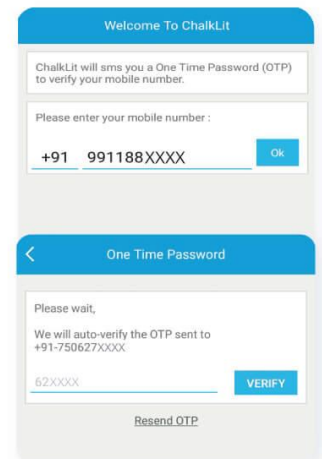 Welcome To ChalkLit
ChalkLit will sms you a One Time Password (OTP)
to verify your mobile number.
Please enter your mobile number :
+91 991188XXXX Ok
One Time Password
Please wait,
We will auto-verify the OTP sent to
+91-750627XXXX
62XXXX VERIFY
Resend OTP